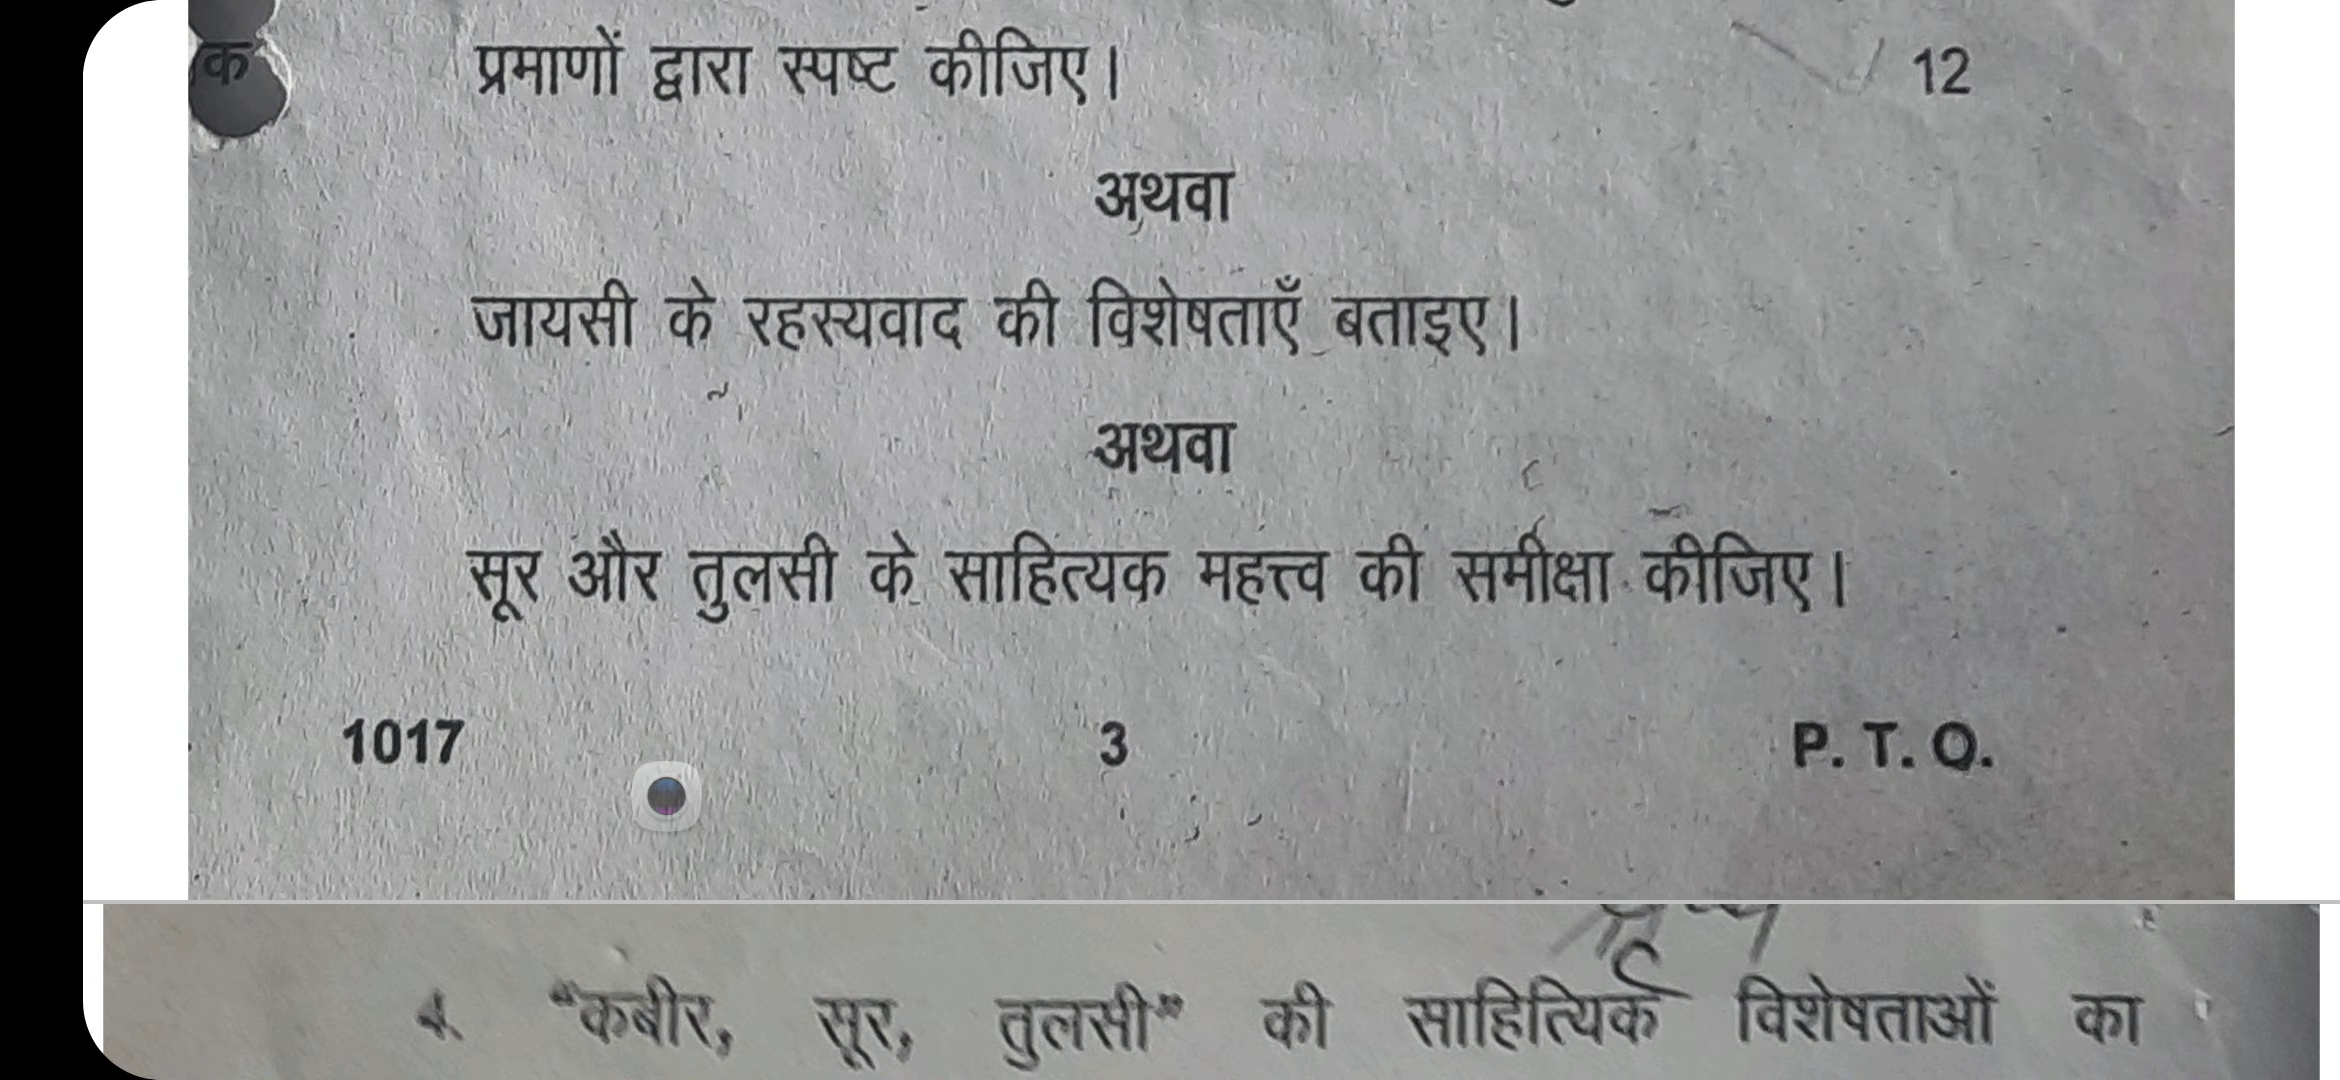 क
प्रमाणों द्वारा स्पष्ट कीजिए। 12
अथवा
जायसी के रहस्यवाद की विशेषताएँ बताइए।
अथवा
सूर और तुलसी के साहित्यक महत्त्व की समीक्षा कीजिए।
1017 3 P. T. O.
4. “कबीर, सूर, तुलसी” की साहित्यिक विशेषताओं का